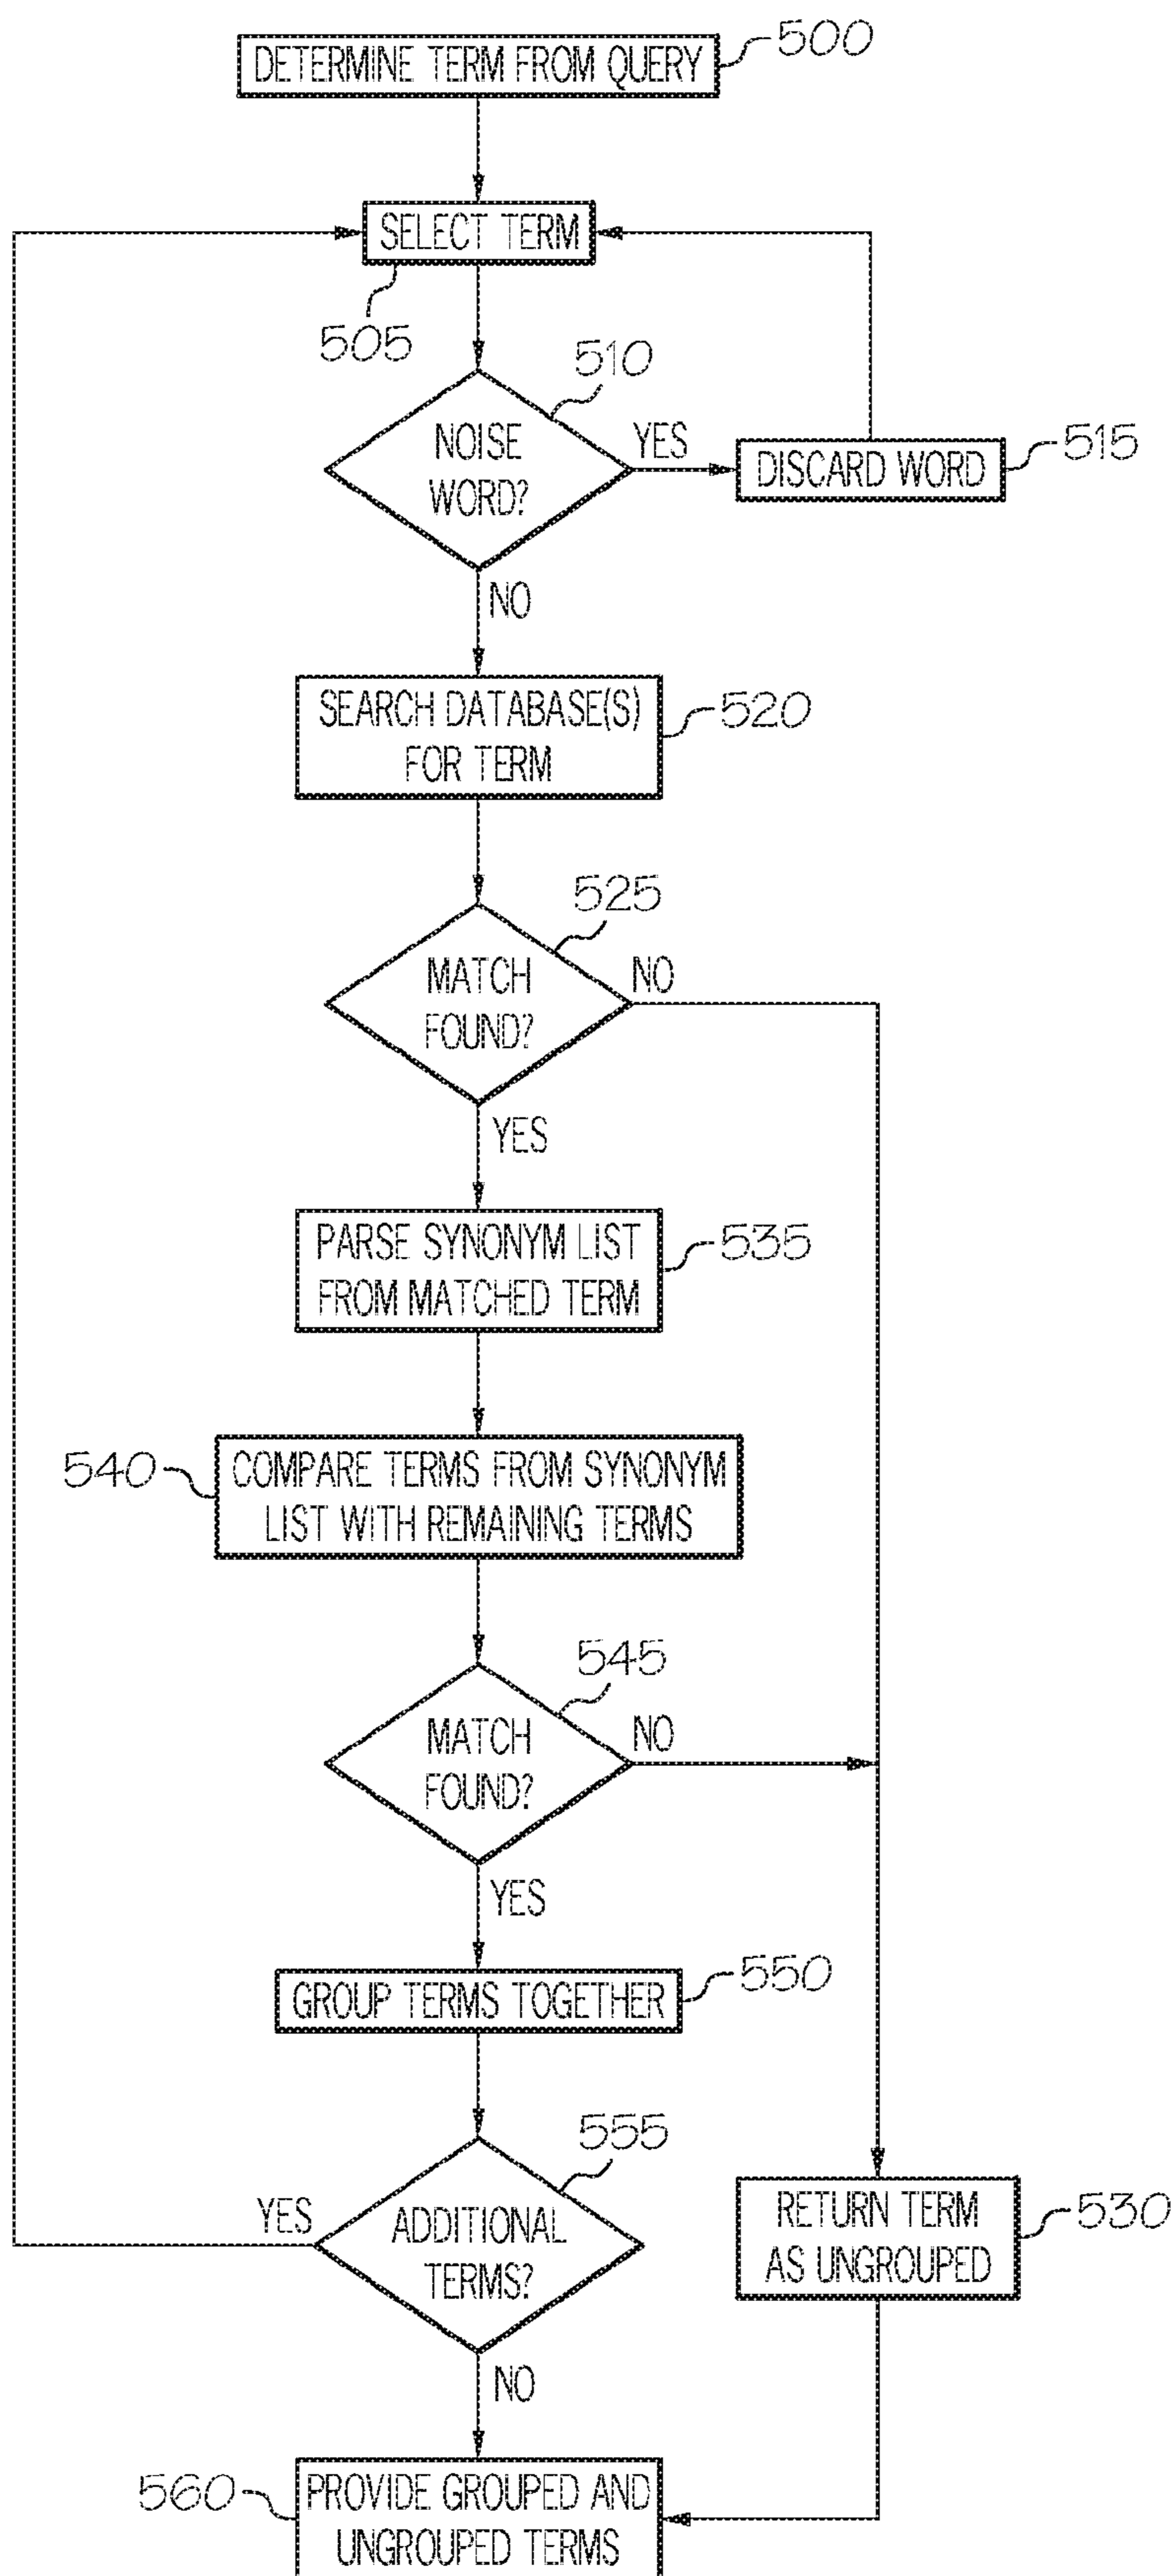 DETERMINE TERM FROM QUERY
500
SELECT TERM
505
510
NOISE
WORD?
YES
DISCARD WORD
515
NO
SEARCH DATABASE(S)
FOR TERM
520
525
MATCH
FOUND?
NO
YES
PARSE SYNONYM LIST
FROM MATCHED TERM
535
540
COMPARE TERMS FROM SYNONYM
LIST WITH REMAINING TERMS
545
MATCH
FOUND?
NO
YES
GROUP TERMS TOGETHER
550
555
YES
ADDITIONAL
TERMS?
RETURN TERM
AS UNGROUPED
530
NO
560
PROVIDE GROUPED AND
UNGROUPED TERMS